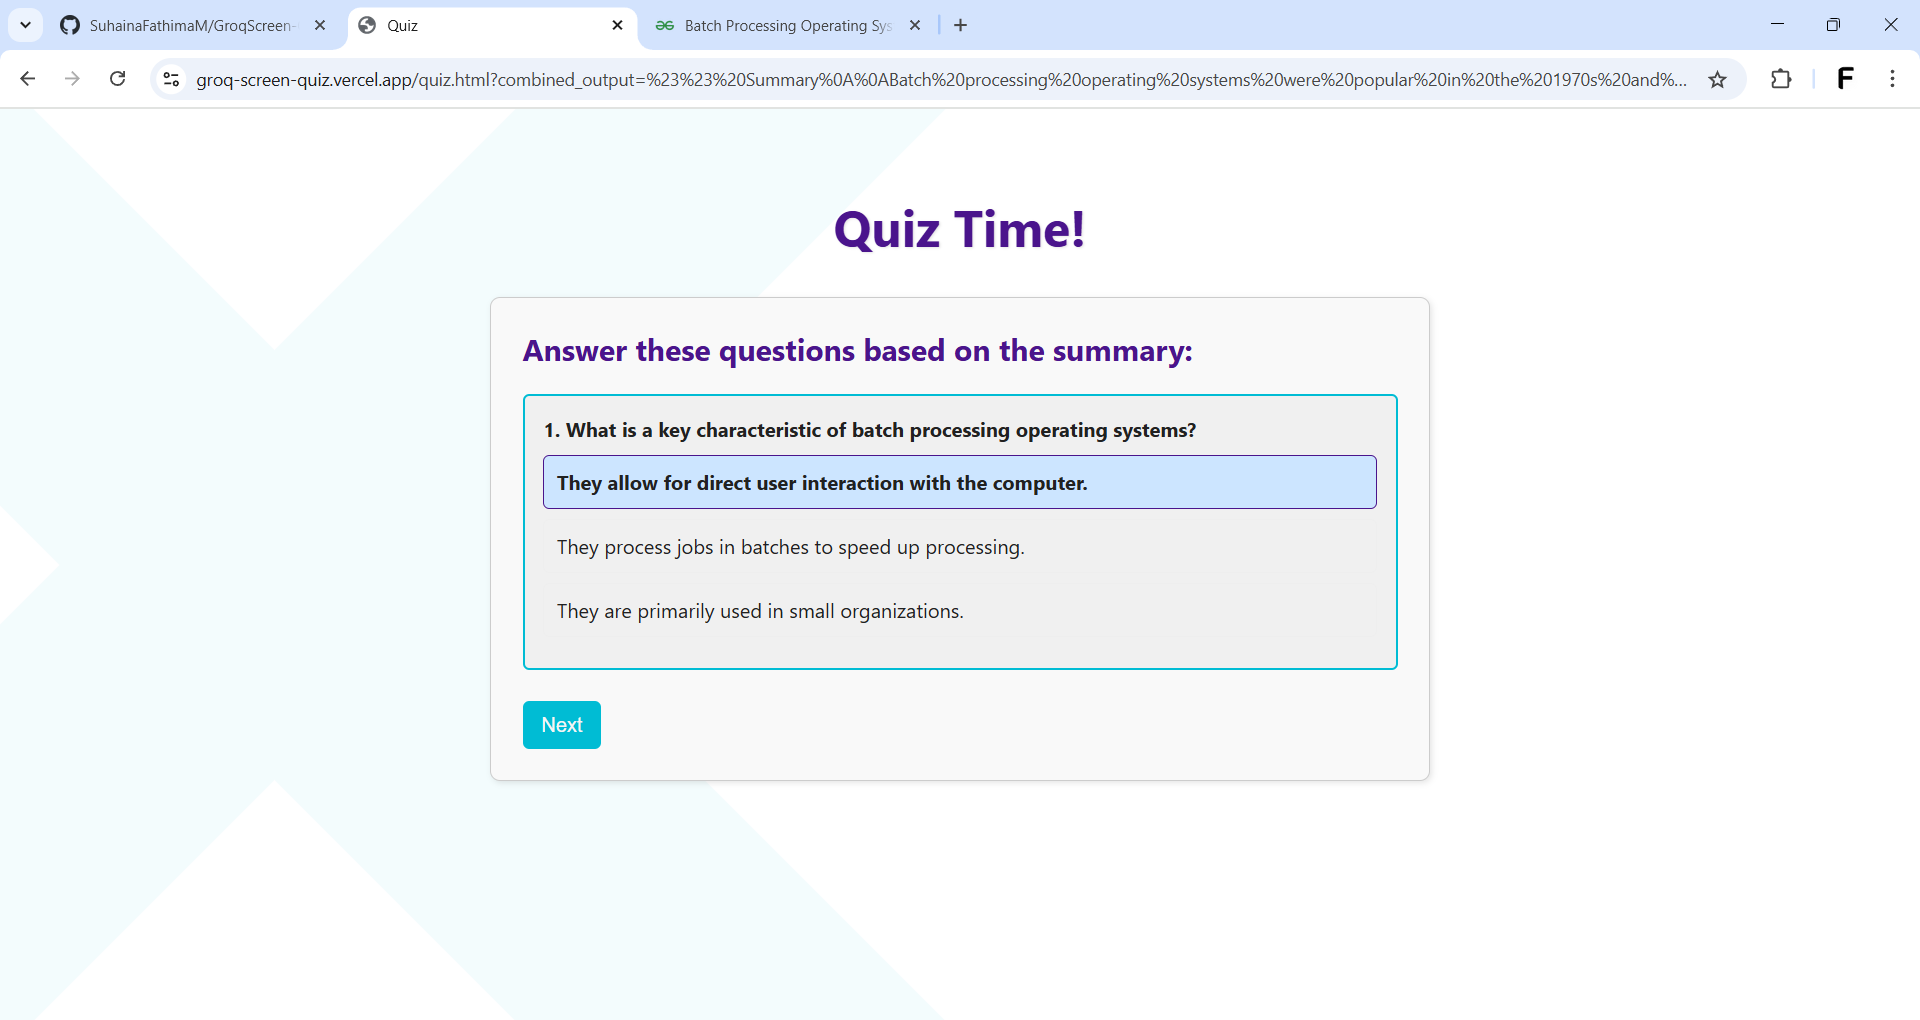 SuhainaFathimaM/GroqScreen-
Quiz
Batch Processing Operating Sys
groq-screen-quiz.vercel.app/quiz.html?combined_output=%23%23%20Summary%0A%0ABatch%20processing%20operating%20systems%20were%20popular%20in%20the%201970s%20and%...
F
Quiz Time!
Answer these questions based on the summary:
1. What is a key characteristic of batch processing operating systems?
They allow for direct user interaction with the computer.
They process jobs in batches to speed up processing.
They are primarily used in small organizations.
Next